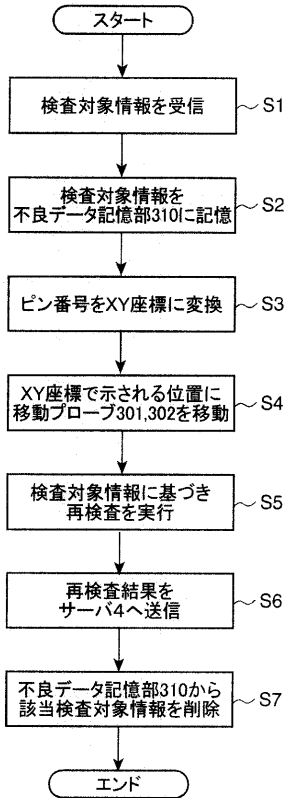 スタート
検査対象情報を受信
S1
検査対象情報を
不良データ記憶部310に記憶
S2
ピン番号をXY座標に変換
S3
XY座標で示される位置に
移動プローブ301,302を移動
S4
検査対象情報に基づき
再検査を実行
S5
再検査結果を
サーバ4へ送信
S6
不良データ記憶部310から
該当検査対象情報を削除
S7
エンド